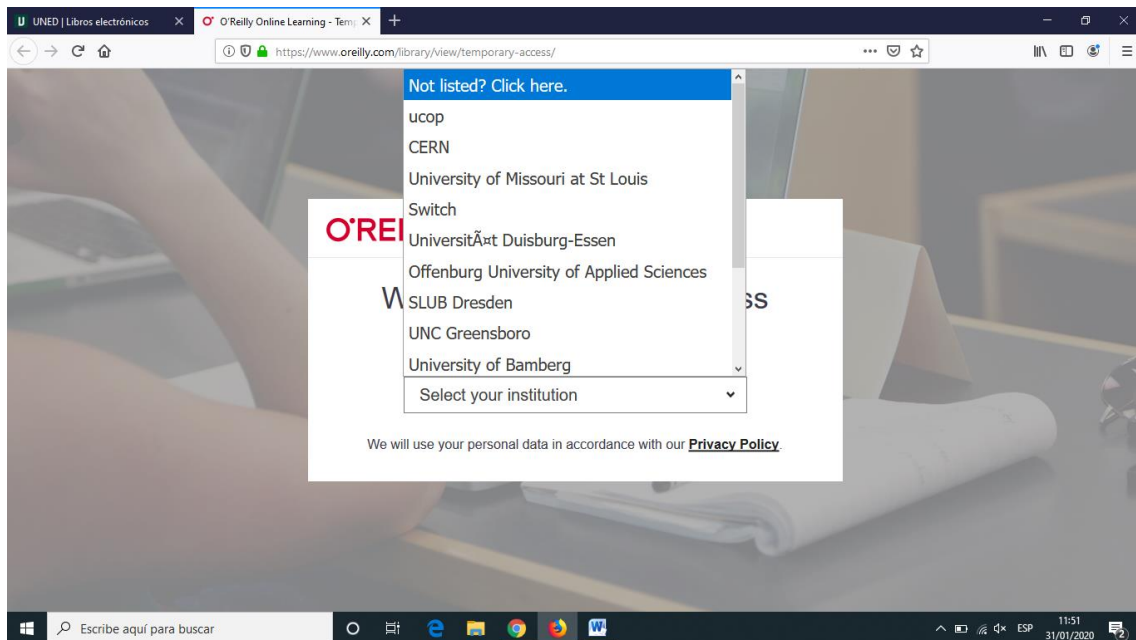 UNED | Libros electrónicos
O'Reilly Online Learning - Temp
https://www.oreilly.com/library/view/temporary-access/
Not listed? Click here.
ucop
CERN
University of Missouri at St Louis
Switch
O'REI
UniversitÃ¤t Duisburg-Essen
Offenburg University of Applied Sciences
W
SLUB Dresden
ss
UNC Greensboro
University of Bamberg
Select your institution
We will use your personal data in accordance with our Privacy Policy.
Escribe aquí para buscar
ESP
11:51
31/01/2020
2